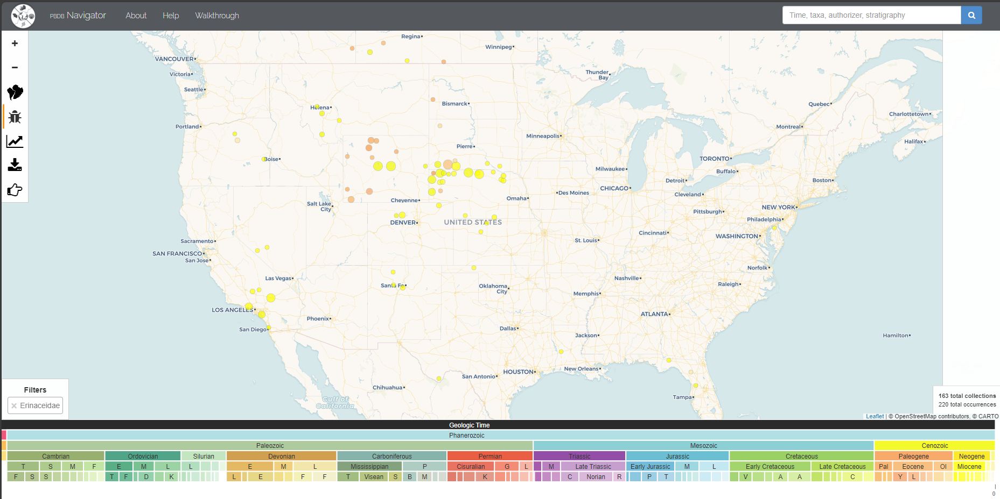 PBDB Navigator
About
Help
Walkthrough
Time, taxa, authorizer, stratigraphy
+
−
Regina
Winnipeg
VANCOUVER
Victoria
Thunder
Bay
Seattle
Helena
Bismarck
Quebec
Charlottetown
Portland
Montreal
Minneapolis
Halifax
Pierre
Boise
TORONTO
Milwaukee
Buffalo
Detroit
Boston
CHICAGO
Des Moines
Cleveland
Salt Lake
City
Cheyenne
Omaha
NEW YORK
Pittsburgh
Philadelphia
DENVER
UNITED STATES
Cincinnati
WASHINGTON
Sacramento
St. Louis
SAN FRANCISCO
San Jose
Norfolk
Las Vegas
Nashville
Santa Fe
Oklahoma
City
Raleigh
Memphis
LOS ANGELES
ATLANTA
Phoenix
San Diego
Dallas
Jackson
Hamilton
New Orleans
HOUSTON
San Antonio
Chihuahua
Gulf of
California
Tampa
Filters
× Erinaceidae
163 total collections
220 total occurrences
Leaflet | © OpenStreetMap contributors, © CARTO
Geologic Time
Phanerozoic
Paleozoic Mesozoic Cenozoic
Cambrian Ordovician Silurian Devonian Carboniferous Permian Triassic Jurassic Cretaceous Paleogene Neogene
T S M F E M L L E M L Mississippian P Cisuralian G L M Late Triassic Early Jurassic M L Early Cretaceous Late Cretaceous Pal Eocene Ol Miocene
F S S T F D K L E F F T Visean S B M K C Norian R P T V A A C Y L
0